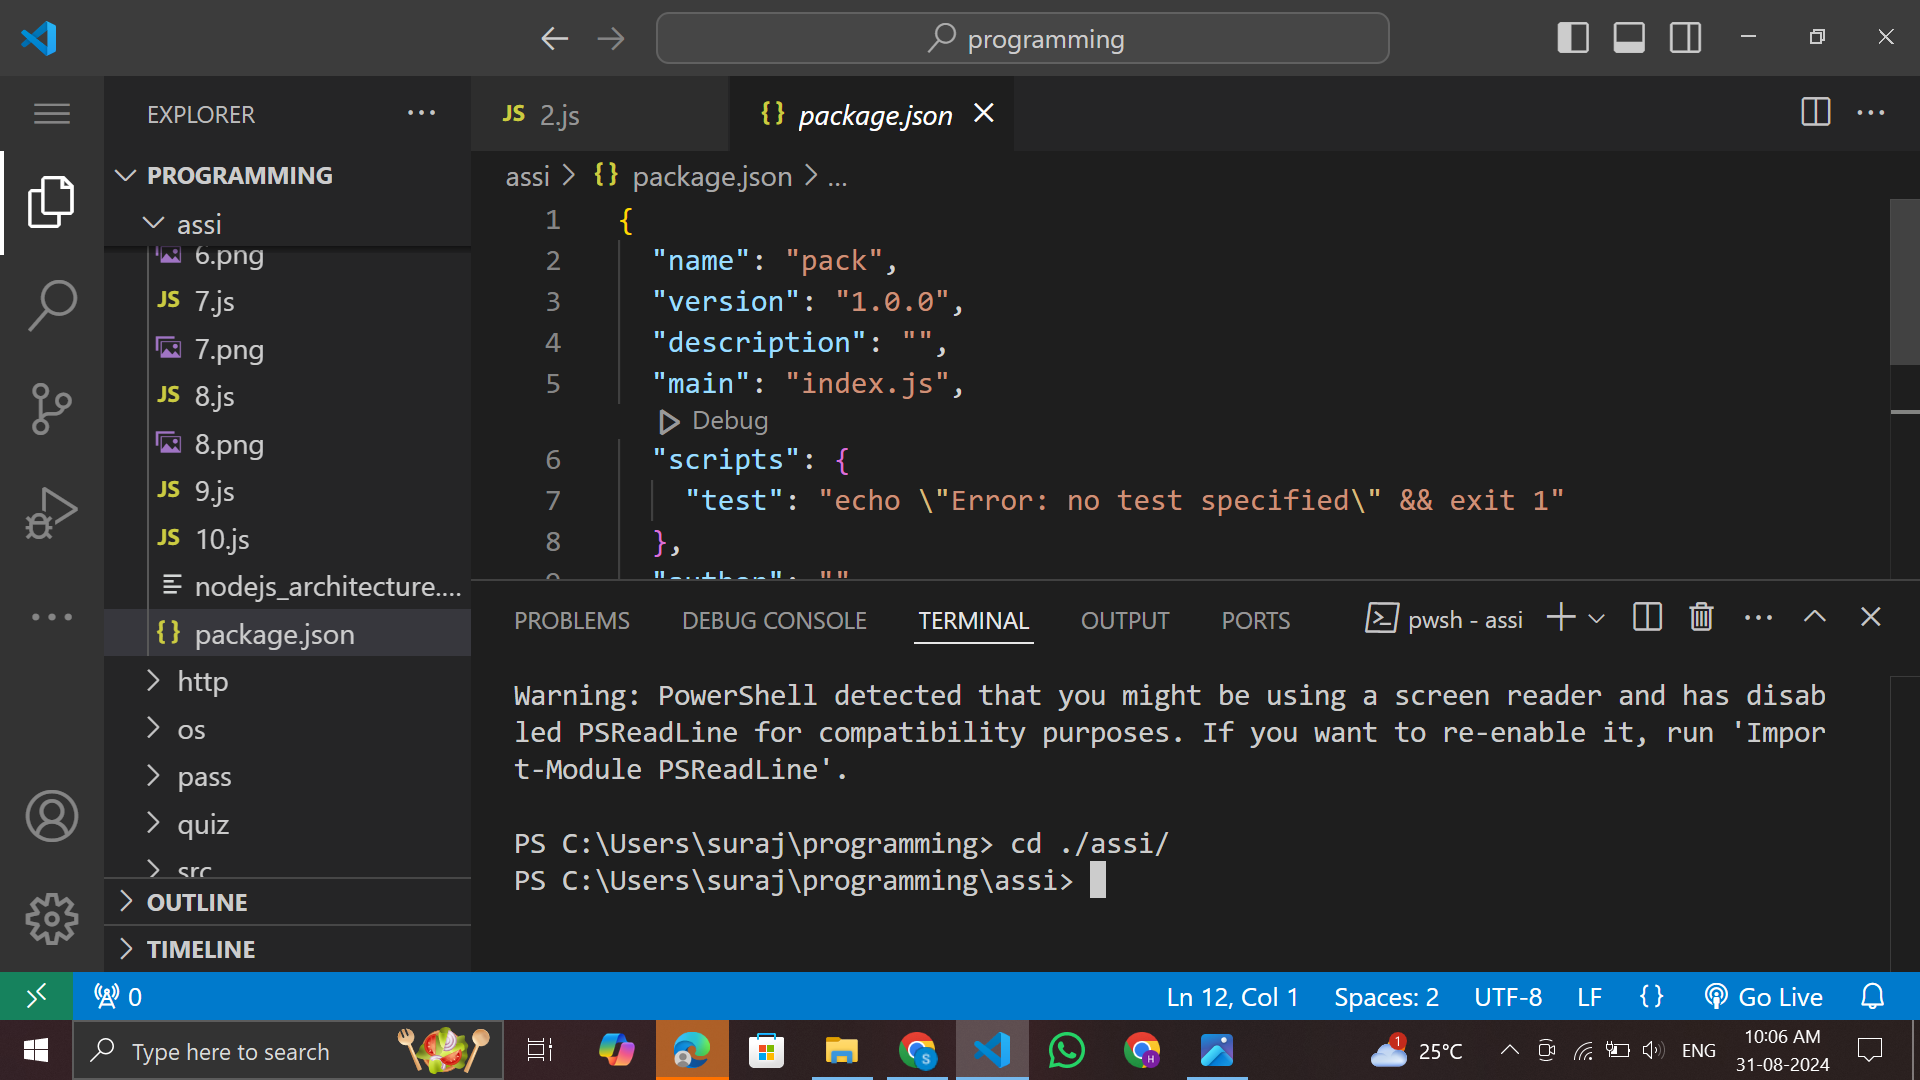 programming
EXPLORER
PROGRAMMING
assi
6.png
JS 7.js
7.png
JS 8.js
8.png
JS 9.js
JS 10.js
nodejs_architecture....
{} package.json
http
os
pass
quiz
src
OUTLINE
TIMELINE
JS 2.js
{} package.json
assi > {} package.json > ...
1 {
2 "name": "pack",
3 "version": "1.0.0",
4 "description": "",
5 "main": "index.js",
Debug
6 "scripts": {
7 "test": "echo \"Error: no test specified\" && exit 1"
8 },
9 "author": ""
PROBLEMS DEBUG CONSOLE TERMINAL OUTPUT PORTS pwsh - assi
Warning: PowerShell detected that you might be using a screen reader and has disab
led PSReadLine for compatibility purposes. If you want to re-enable it, run 'Impor
t-Module PSReadLine'.
PS C:\Users\suraj\programming> cd ./assi/
PS C:\Users\suraj\programming\assi>
0 Ln 12, Col 1 Spaces: 2 UTF-8 LF {} Go Live
Type here to search
S
H
1
25°C
ENG
10:06 AM
31-08-2024